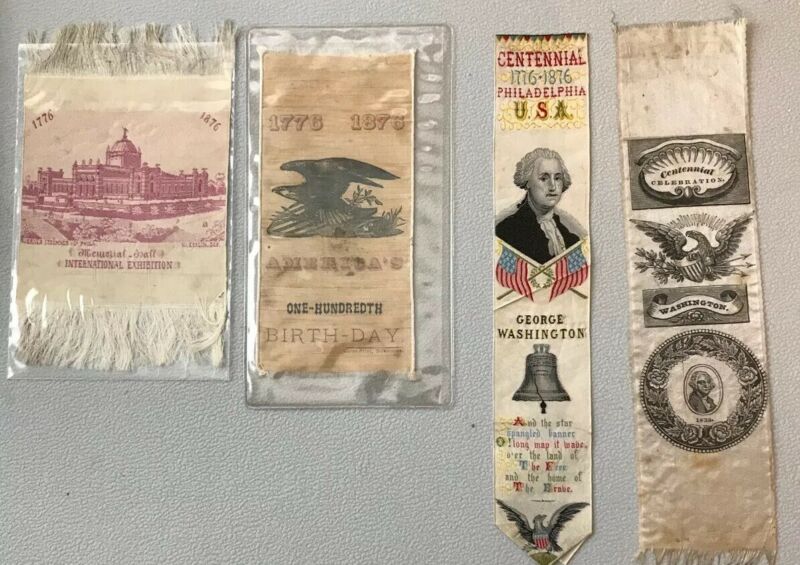 1776 1876
Memorial Hall
INTERNATIONAL EXHIBITION
1776 1876
AMERICA'S
ONE-HUNDREDTH
BIRTH-DAY
CENTENNIAL
1776-1876
PHILADELPHIA
U.S.A
GEORGE
WASHINGTON
And the star
spangled banner
O! long may it wave,
o'er the land of
The Free
and the home of
The Brave.
Centennial
CELEBRATION.
WASHINGTON.